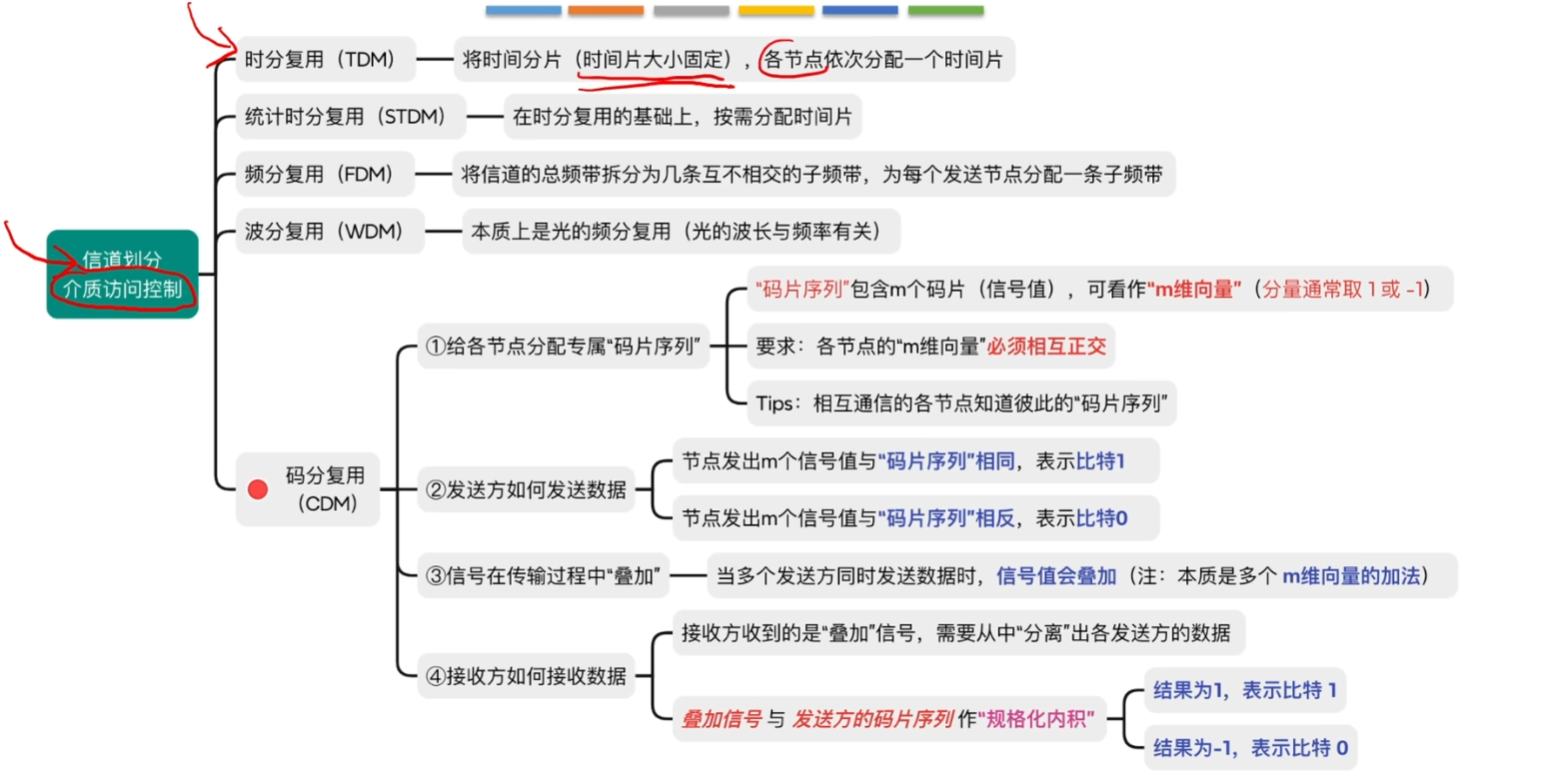 时分复用（TDM）
将时间分片（时间片大小固定），各节点依次分配一个时间片
统计时分复用（STDM）
在时分复用的基础上，按需分配时间片
频分复用（FDM）
将信道的总频带拆分为几条互不相交的子频带，为每个发送节点分配一条子频带
波分复用（WDM）
本质上是光的频分复用（光的波长与频率有关）
信道划分
介质访问控制
码分复用
（CDM）
①给各节点分配专属“码片序列”
“码片序列”包含m个码片（信号值），可看作“m维向量”（分量通常取 1 或 -1）
要求：各节点的“m维向量”必须相互正交
Tips：相互通信的各节点知道彼此的“码片序列”
②发送方如何发送数据
节点发出m个信号值与“码片序列”相同，表示比特1
节点发出m个信号值与“码片序列”相反，表示比特0
③信号在传输过程中“叠加”
当多个发送方同时发送数据时，信号值会叠加（注：本质是多个 m维向量的加法）
④接收方如何接收数据
接收方收到的是“叠加”信号，需要从中“分离”出各发送方的数据
叠加信号 与 发送方的码片序列 作“规格化内积”
结果为1，表示比特 1
结果为-1，表示比特 0